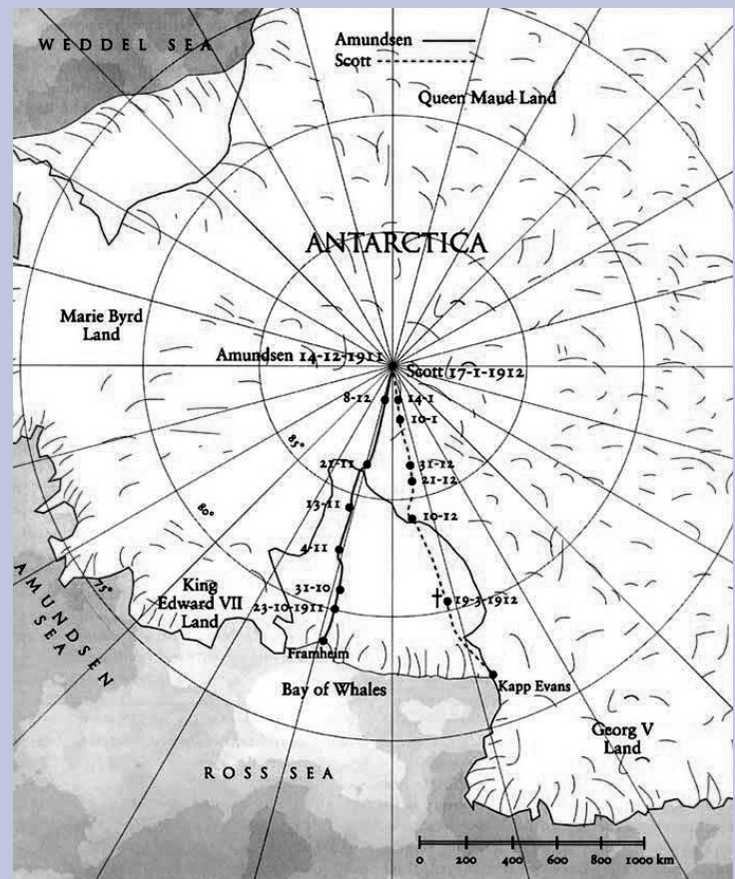 WEDDEL SEA
Amundsen
Scott
Queen Maud Land
ANTARCTICA
Marie Byrd
Land
Amundsen 14-12-1911
Scott 17-1-1912
8-12
14-1
10-1
85°
21-11
31-12
21-12
13-11
10-12
80°
4-11
75°
King
Edward VII
Land
31-10
23-10-1911
19-3-1912
AMUNDSEN
SEA
Framheim
Bay of Whales
Kapp Evans
Georg V
Land
ROSS SEA
0 200 400 600 800 1000 km